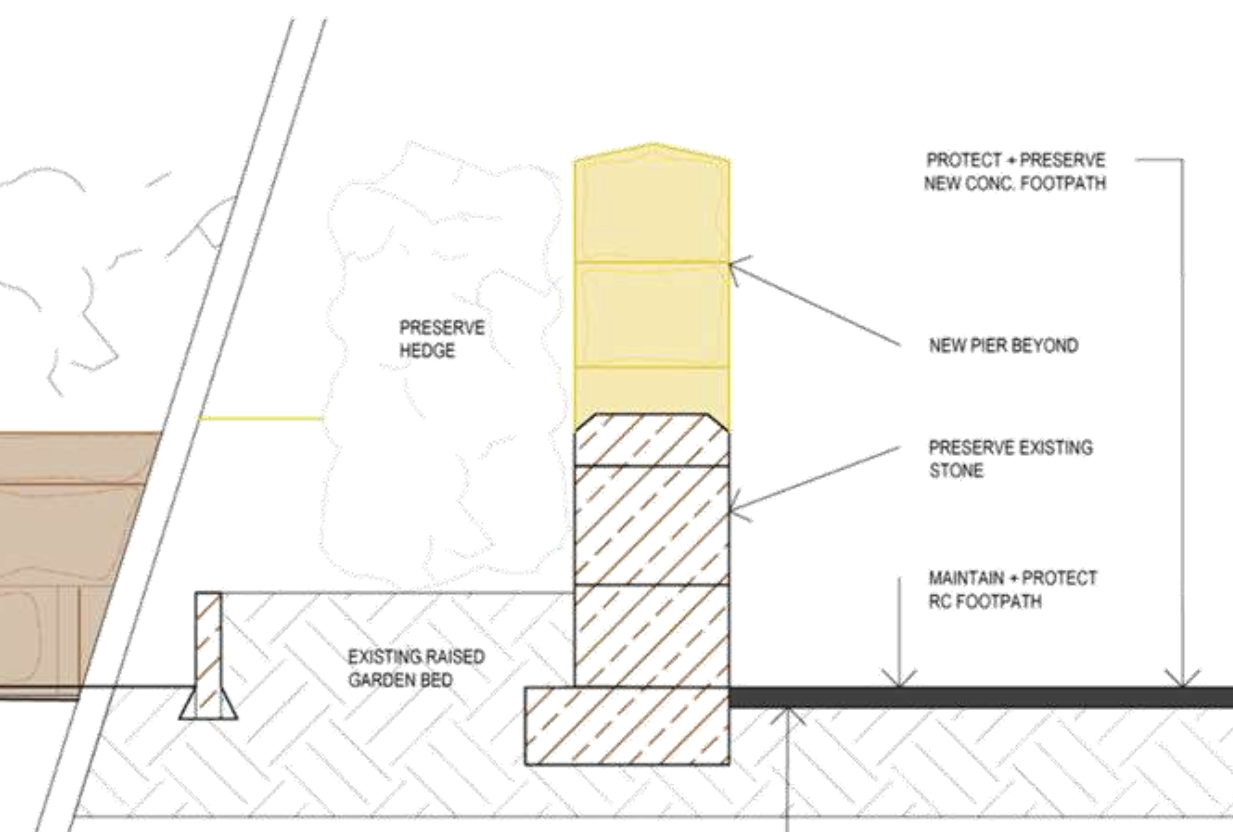 PROTECT + PRESERVE
NEW CONC. FOOTPATH
PRESERVE
HEDGE
NEW PIER BEYOND
PRESERVE EXISTING
STONE
MAINTAIN + PROTECT
RC FOOTPATH
EXISTING RAISED
GARDEN BED